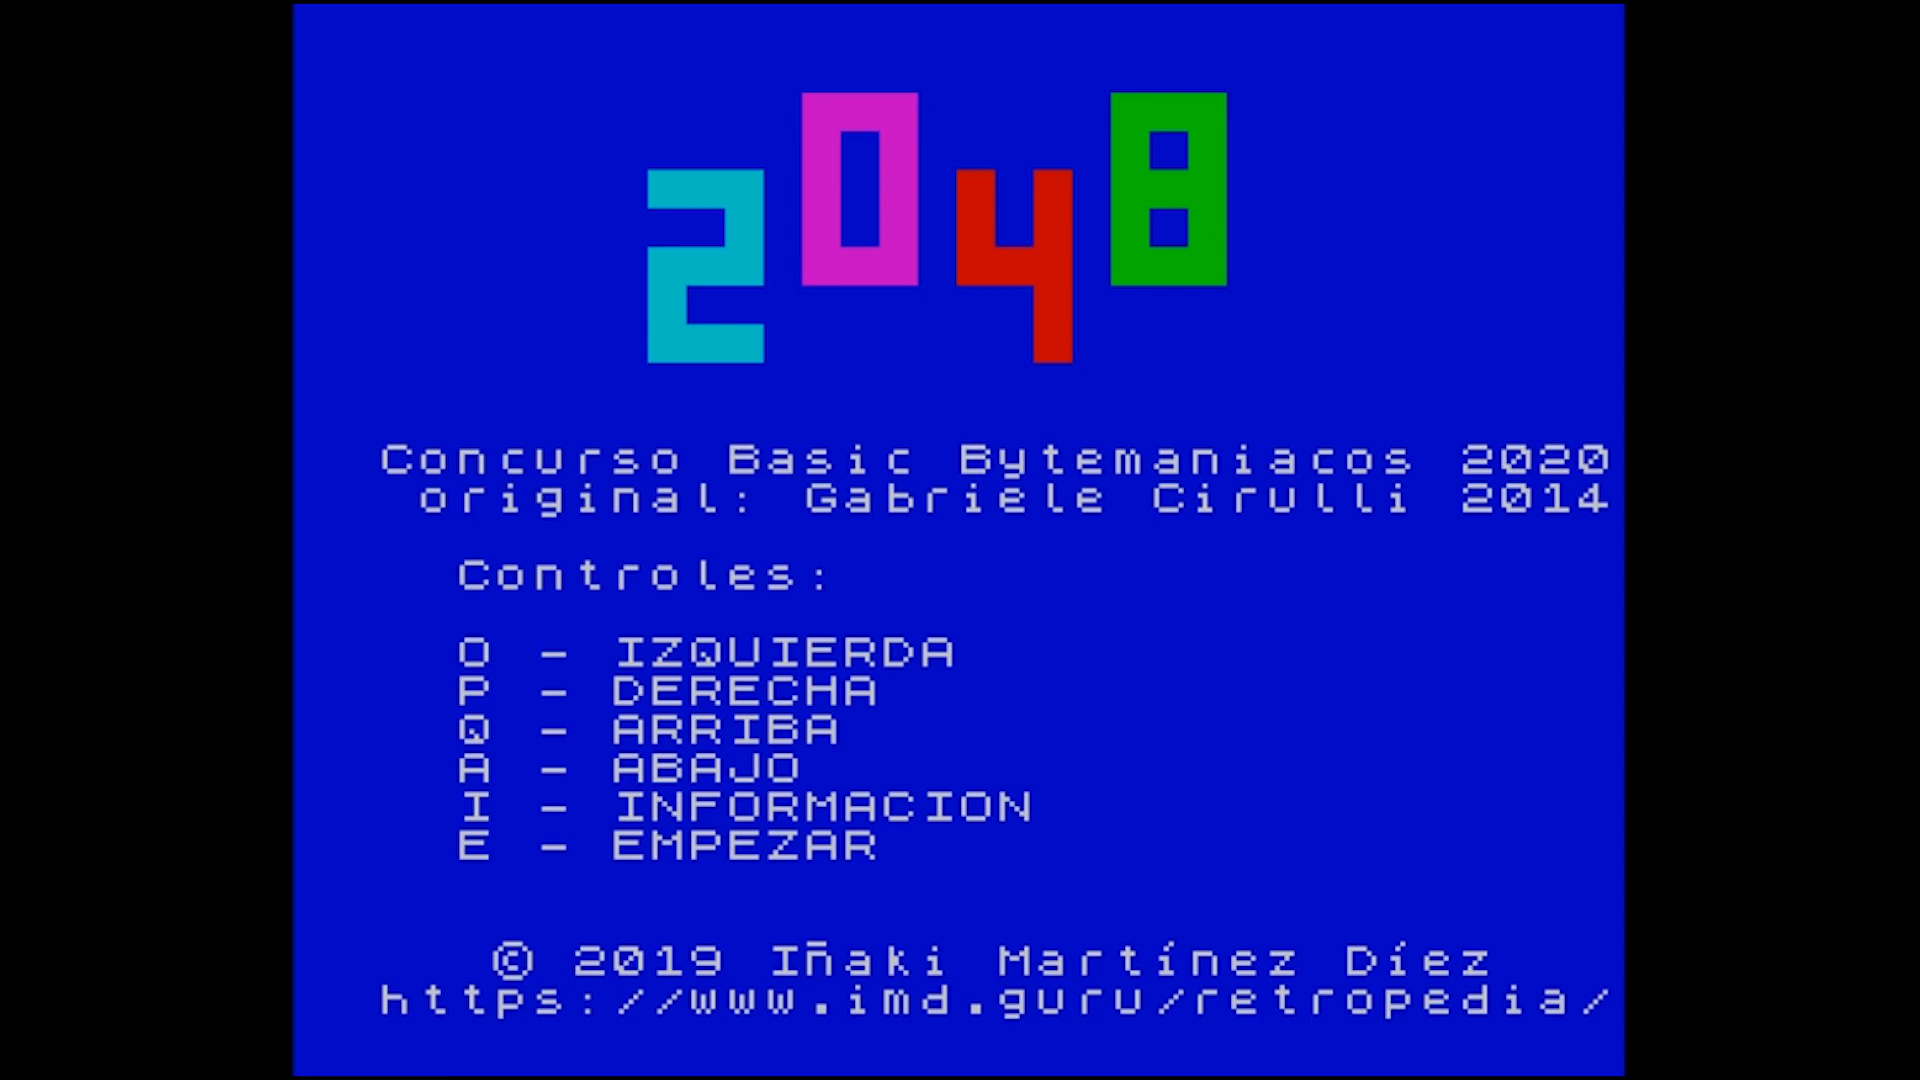 2048
Concurso Basic Bytemaniacos 2020
original: Gabriele Cirulli 2014
Controles:
O - IZQUIERDA
P - DERECHA
Q - ARRIBA
A - ABAJO
I - INFORMACION
E - EMPEZAR
© 2019 Iñaki Martínez Díez
https://www.imd.guru/retropedia/